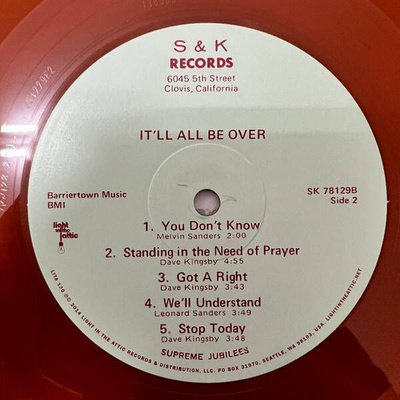 S & K
RECORDS
6045 5th Street
Clovis, California
IT'LL ALL BE OVER
Barriertown Music
BMI
SK 78129B
Side 2
light
in the
attic
1. You Don't Know
Melvin Sanders 2:00
2. Standing in the Need of Prayer
Dave Kingsby 4:55
3. Got A Right
Dave Kingsby 3:43
4. We'll Understand
Leonard Sanders 3:49
5. Stop Today
Dave Kingsby 3:48
SUPREME JUBILEES
2014 LIGHT IN THE ATTIC RECORDS & DISTRIBUTION, LLC. PO BOX 31970, SEATTLE, WA 98103, USA. LIGHTINTHEATTIC.NET